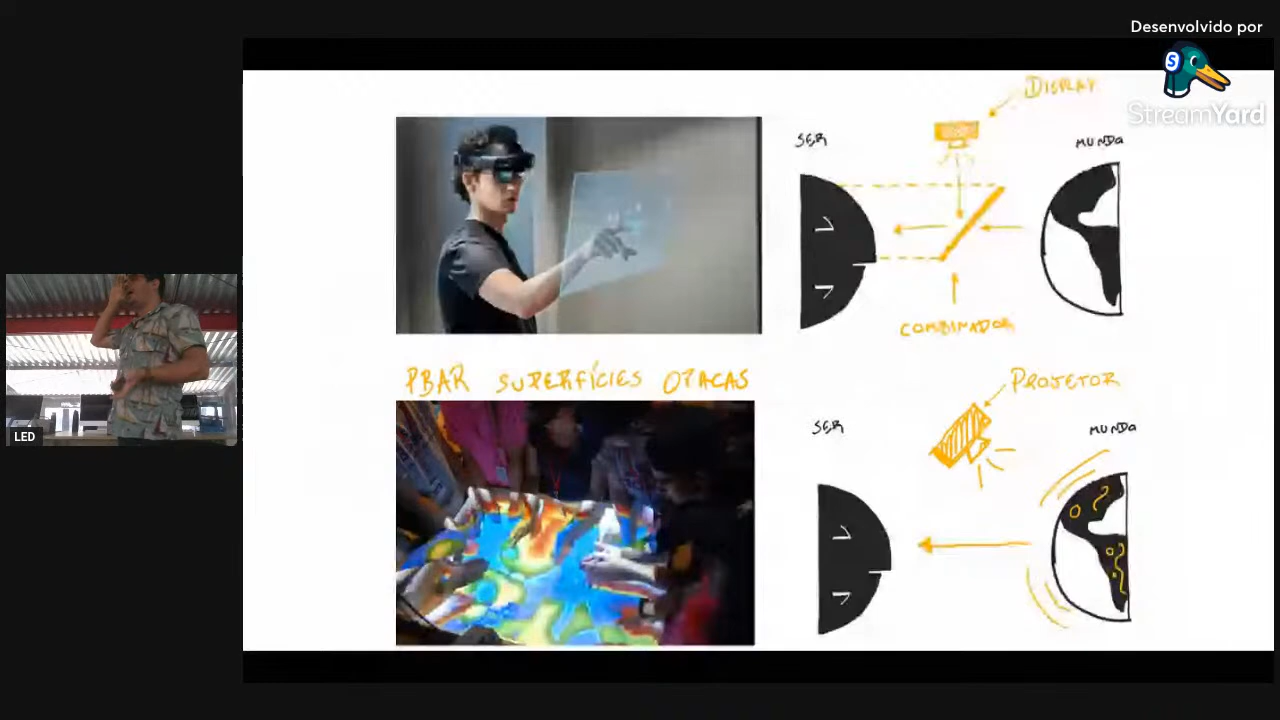 Desenvolvido por
StreamYard
DISPLAY
SER
MUNDO
COMBINADOR
PBAR SUPERFÍCIES OPACAS
PROJETOR
SER
MUNDO
LED